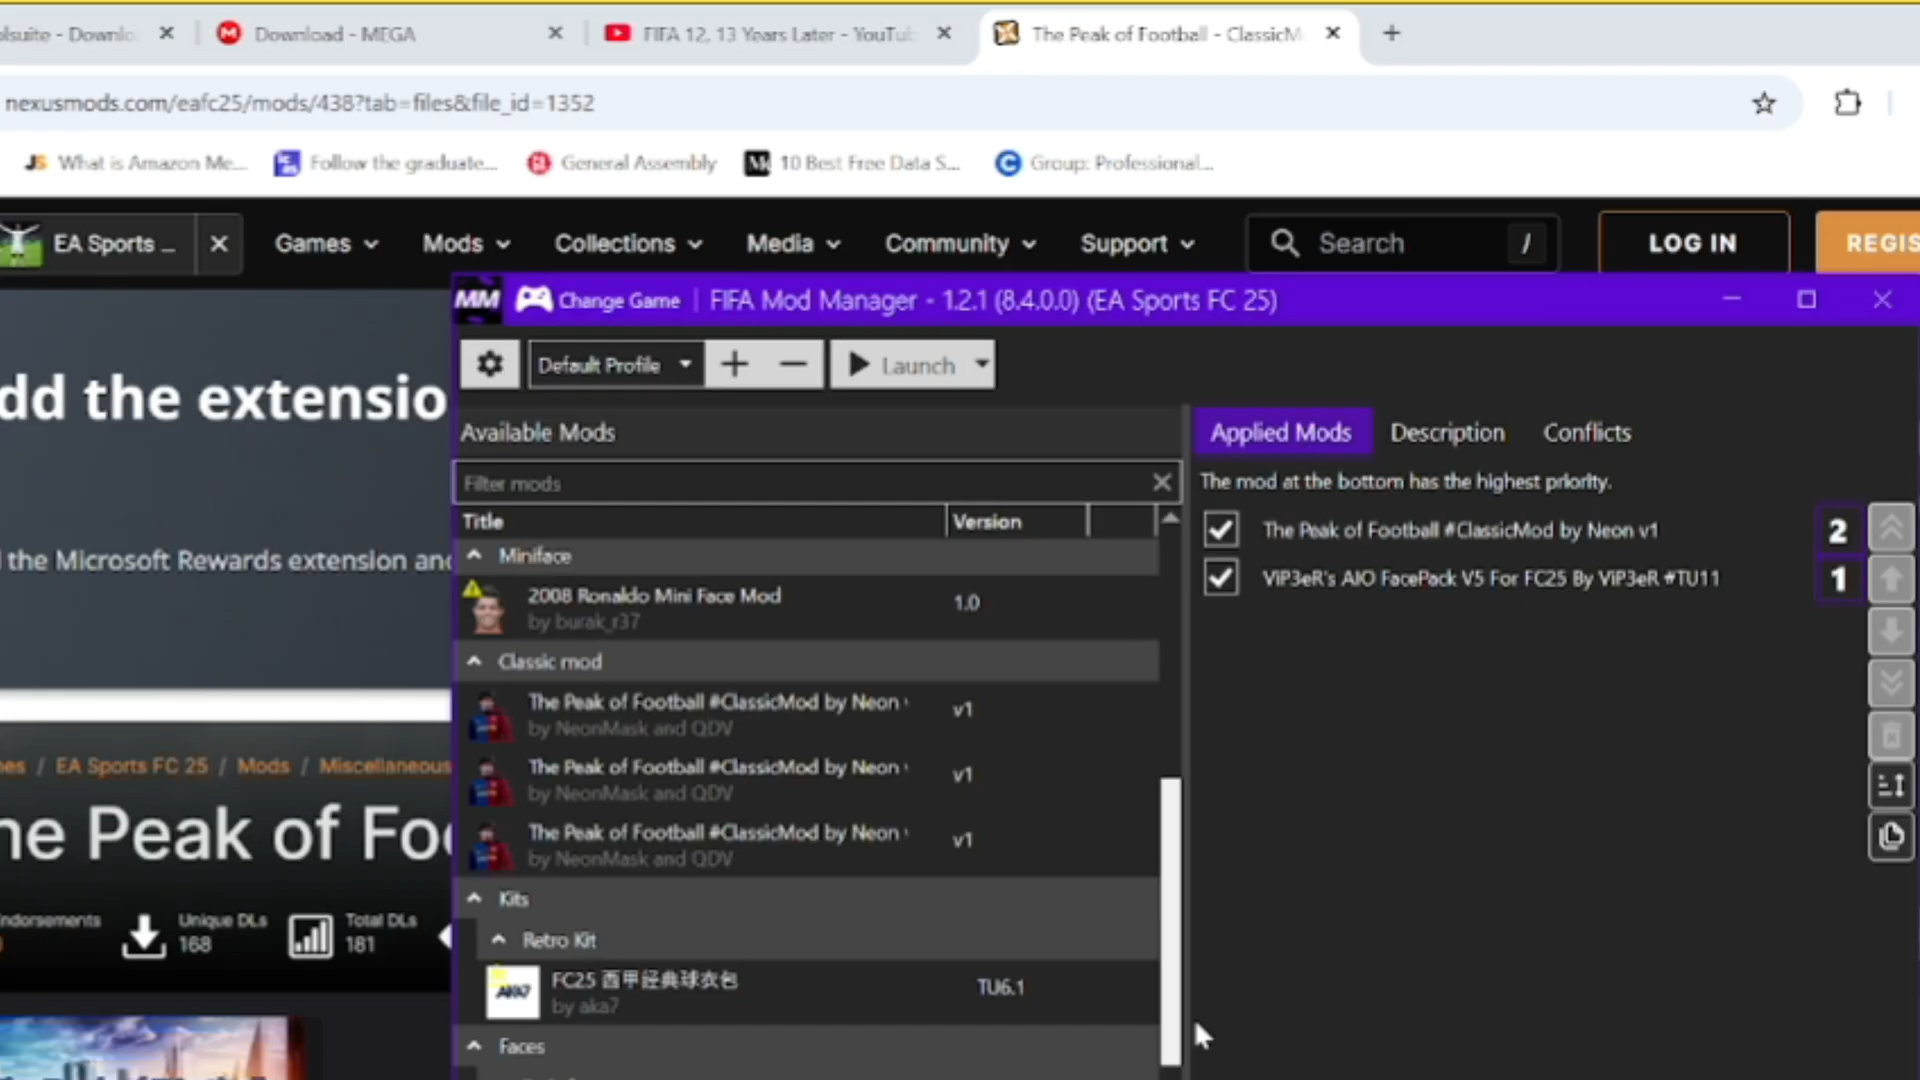 olsuite - Downlo
Download - MEGA
FIFA 12, 13 Years Later - YouTu
The Peak of Football - ClassicM
nexusmods.com/eafc25/mods/438?tab=files&file_id=1352
JS What is Amazon Me...
Follow the graduate...
General Assembly
10 Best Free Data S...
Group: Professional...
EA Sports ...
Games
Mods
Collections
Media
Community
Support
Search
/
LOG IN
REGIS
MM Change Game | FIFA Mod Manager - 1.2.1 (8.4.0.0) (EA Sports FC 25)
Default Profile
Launch
dd the extensio
the Microsoft Rewards extension and
Available Mods
Filter mods
Title
Version
Miniface
2008 Ronaldo Mini Face Mod
1.0
by burak_r37
Classic mod
The Peak of Football #ClassicMod by Neon
v1
by NeonMask and QDV
The Peak of Football #ClassicMod by Neon
v1
by NeonMask and QDV
The Peak of Football #ClassicMod by Neon
v1
by NeonMask and QDV
Kits
Retro Kit
FC25 西甲经典球衣包
TU6.1
by aka7
Faces
Applied Mods
Description
Conflicts
The mod at the bottom has the highest priority.
The Peak of Football #ClassicMod by Neon v1
2
ViP3eR's AIO FacePack V5 For FC25 By ViP3eR #TU11
1
mes / EA Sports FC 25 / Mods / Miscellaneous
he Peak of Foo
ndorsements
Unique DLs
168
Total DLs
181